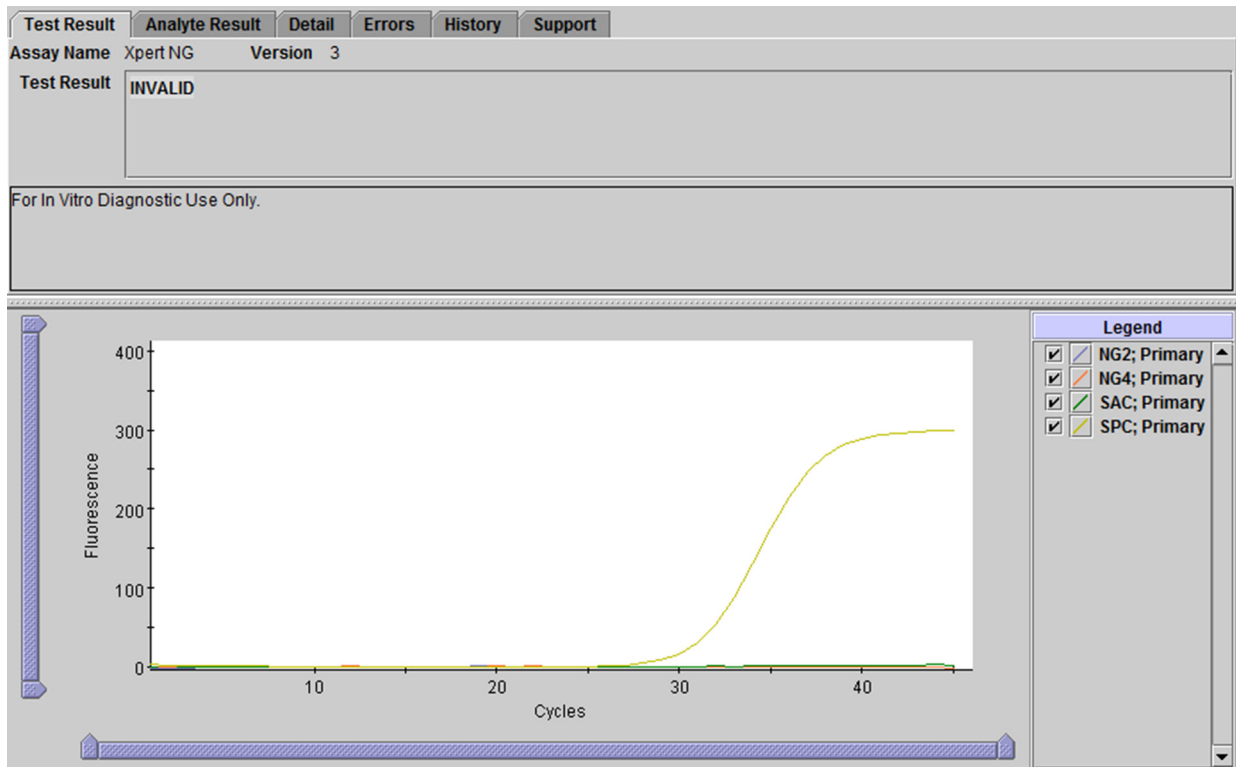 Test Result Analyte Result Detail Errors History Support
Assay Name Xpert NG Version 3
Test Result INVALID
For In Vitro Diagnostic Use Only.
Legend
NG2; Primary
NG4; Primary
SAC; Primary
SPC; Primary
400
300
200
100
0
Fluorescence
10 20 30 40
Cycles